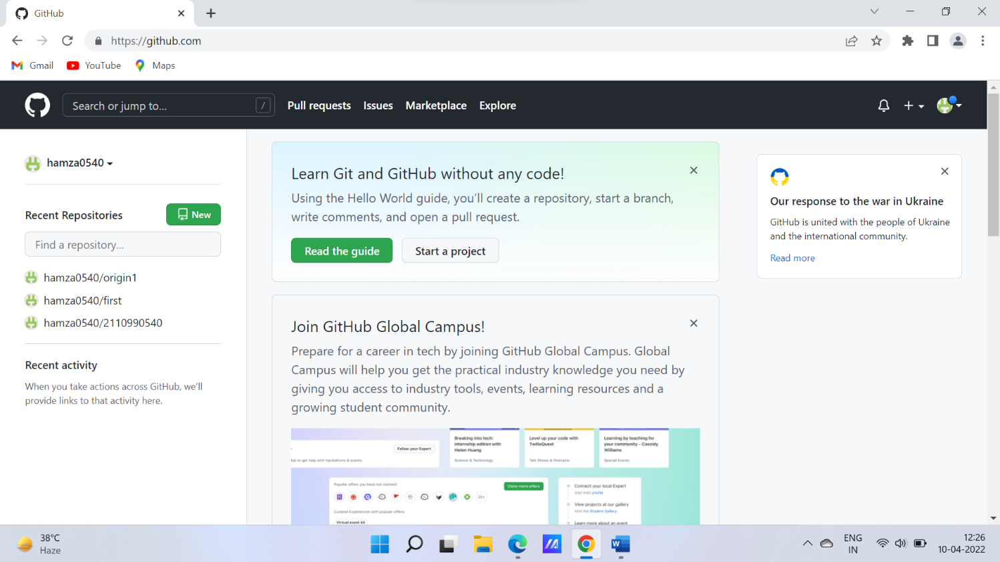 GitHub
https://github.com
Gmail YouTube Maps
Search or jump to... /
Pull requests Issues Marketplace Explore
hamza0540
Recent Repositories
New
Find a repository...
hamza0540/origin1
hamza0540/first
hamza0540/2110990540
Recent activity
When you take actions across GitHub, we'll
provide links to that activity here.
Learn Git and GitHub without any code!
Using the Hello World guide, you'll create a repository, start a branch,
write comments, and open a pull request.
Read the guide
Start a project
Join GitHub Global Campus!
Prepare for a career in tech by joining GitHub Global Campus. Global
Campus will help you get the practical industry knowledge you need by
giving you access to industry tools, events, learning resources and a
growing student community.
Follow your Expert
to get help with hackathons & events.
Breaking into tech:
internship edition with
Helen Huang
Science & Technology
Level up your code with
TwilioQuest
Talk Shows & Podcasts
Learning by teaching for
your community - Cassidy
Williams
Special Events
Popular offers you have not claimed:
Claim more offers
20+
Curated Experiences with popular offers:
Virtual event kit
Connect your local Expert
Visit their profile
View projects at our gallery
Visit the Student Gallery
Learn more about an event
Our response to the war in Ukraine
GitHub is united with the people of Ukraine
and the international community.
Read more
38°C
Haze
ENG
IN
12:26
10-04-2022